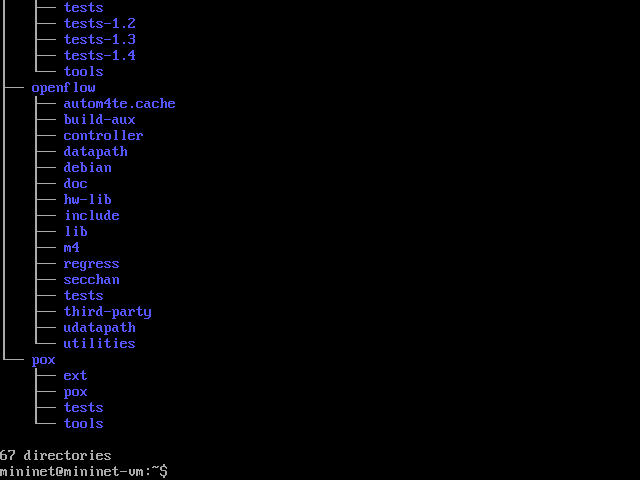 │   ├── tests
│   ├── tests-1.2
│   ├── tests-1.3
│   ├── tests-1.4
│   └── tools
├── openflow
│   ├── autom4te.cache
│   ├── build-aux
│   ├── controller
│   ├── datapath
│   ├── debian
│   ├── doc
│   ├── hw-lib
│   ├── include
│   ├── lib
│   ├── m4
│   ├── regress
│   ├── secchan
│   ├── tests
│   ├── third-party
│   ├── udatapath
│   └── utilities
└── pox
    ├── ext
    ├── pox
    ├── tests
    └── tools

67 directories
mininet@mininet-vm:~$